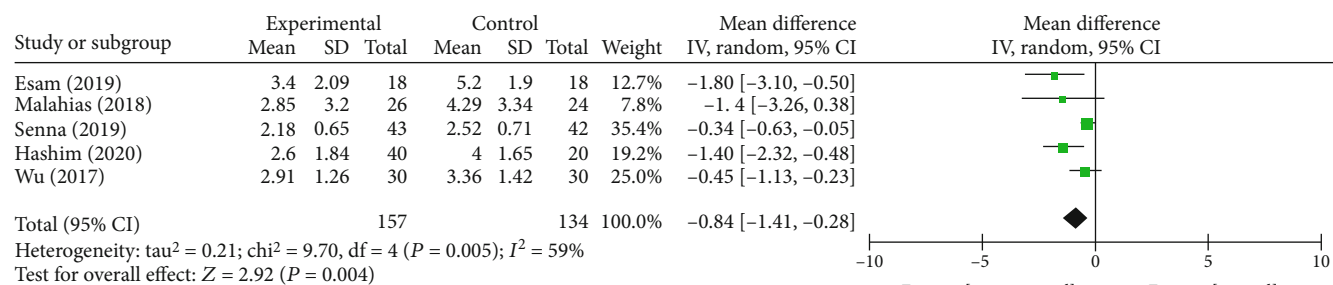 Experimental Control Mean difference Mean difference
Study or subgroup Mean SD Total Mean SD Total Weight IV, random, 95% CI IV, random, 95% CI
Esam (2019) 3.4 2.09 18 5.2 1.9 18 12.7% –1.80 [–3.10, –0.50]
Malahias (2018) 2.85 3.2 26 4.29 3.34 24 7.8% –1. 4 [–3.26, 0.38]
Senna (2019) 2.18 0.65 43 2.52 0.71 42 35.4% –0.34 [–0.63, –0.05]
Hashim (2020) 2.6 1.84 40 4 1.65 20 19.2% –1.40 [–2.32, –0.48]
Wu (2017) 2.91 1.26 30 3.36 1.42 30 25.0% –0.45 [–1.13, –0.23]
Total (95% CI) 157 134 100.0% –0.84 [–1.41, –0.28]
Heterogeneity: tau² = 0.21; chi² = 9.70, df = 4 (P = 0.005); I² = 59%
–10 –5 0 5 10
Test for overall effect: Z = 2.92 (P = 0.004)